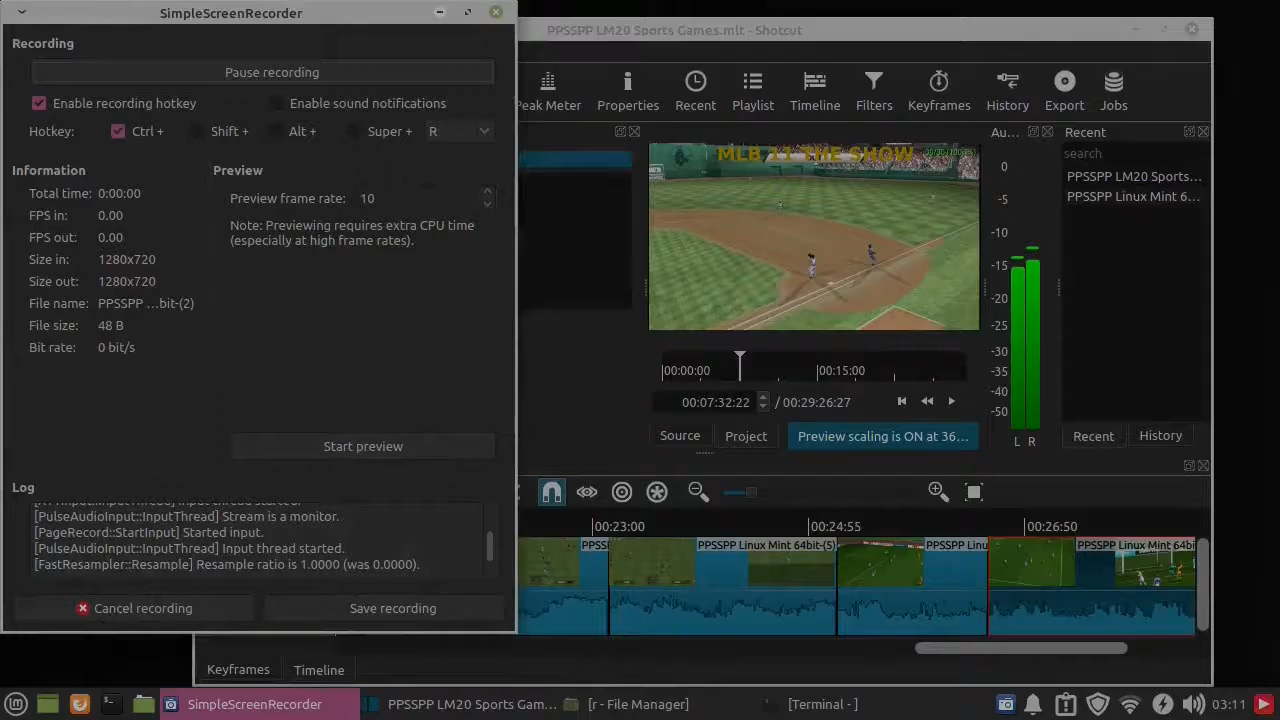 SimpleScreenRecorder
Recording
Pause recording
Enable recording hotkey
Enable sound notifications
Hotkey:
Ctrl +
Shift +
Alt +
Super +
R
Information
Total time: 0:00:00
FPS in: 0.00
FPS out: 0.00
Size in: 1280x720
Size out: 1280x720
File name: PPSSPP ...bit-(2)
File size: 48 B
Bit rate: 0 bit/s
Preview
Preview frame rate: 10
Note: Previewing requires extra CPU time
(especially at high frame rates).
Start preview
Log
[PulseAudioInput::InputThread] Stream is a monitor.
[PageRecord::StartInput] Started input.
[PulseAudioInput::InputThread] Input thread started.
[FastResampler::Resample] Resample ratio is 1.0000 (was 0.0000).
Cancel recording
Save recording
PPSSPP LM20 Sports Games.mlt - Shotcut
Peak Meter
Properties
Recent
Playlist
Timeline
Filters
Keyframes
History
Export
Jobs
MLB 11 THE SHOW
00:00:00
00:15:00
00:07:32:22
/ 00:29:26:27
Source
Project
Preview scaling is ON at 36...
Au...
0
-5
-10
-15
-20
-25
-30
-35
-40
-50
L R
Recent
search
PPSSPP LM20 Sports...
PPSSPP Linux Mint 6...
Recent
History
00:23:00
00:24:55
00:26:50
PPSS
PPSSPP Linux Mint 64bit-(5)
PPSSPP Linu
PPSSPP Linux Mint 64bi
Keyframes
Timeline
SimpleScreenRecorder
PPSSPP LM20 Sports Gam...
[r - File Manager]
[Terminal - ]
03:11